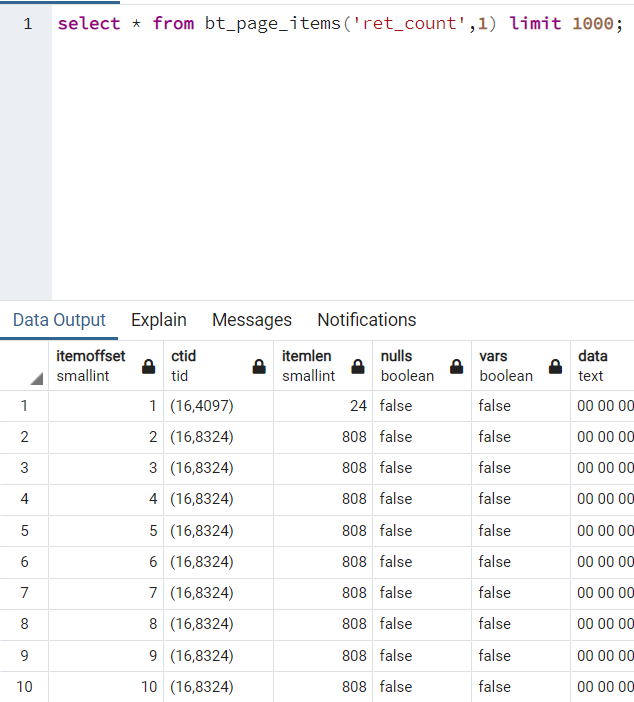 1 select * from bt_page_items('ret_count',1) limit 1000;
Data Output Explain Messages Notifications
itemoffset ctid itemlen nulls vars data
smallint tid smallint boolean boolean text
1 1 (16,4097) 24 false false 00 00 00
2 2 (16,8324) 808 false false 00 00 00
3 3 (16,8324) 808 false false 00 00 00
4 4 (16,8324) 808 false false 00 00 00
5 5 (16,8324) 808 false false 00 00 00
6 6 (16,8324) 808 false false 00 00 00
7 7 (16,8324) 808 false false 00 00 00
8 8 (16,8324) 808 false false 00 00 00
9 9 (16,8324) 808 false false 00 00 00
10 10 (16,8324) 808 false false 00 00 00